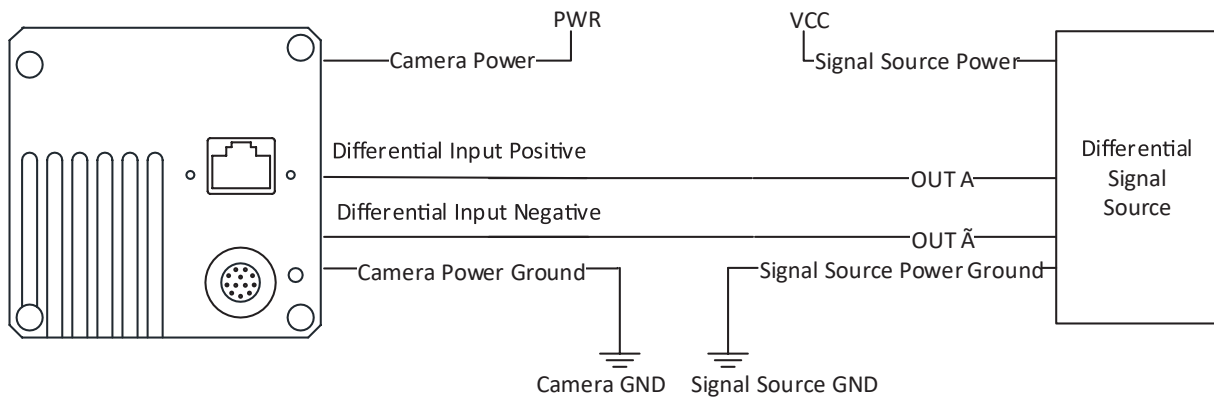 PWR
VCC
Camera Power
Signal Source Power
Differential Input Positive
Differential
Signal
Source
OUT A
Differential Input Negative
OUT Ã
Camera Power Ground
Signal Source Power Ground
Camera GND
Signal Source GND